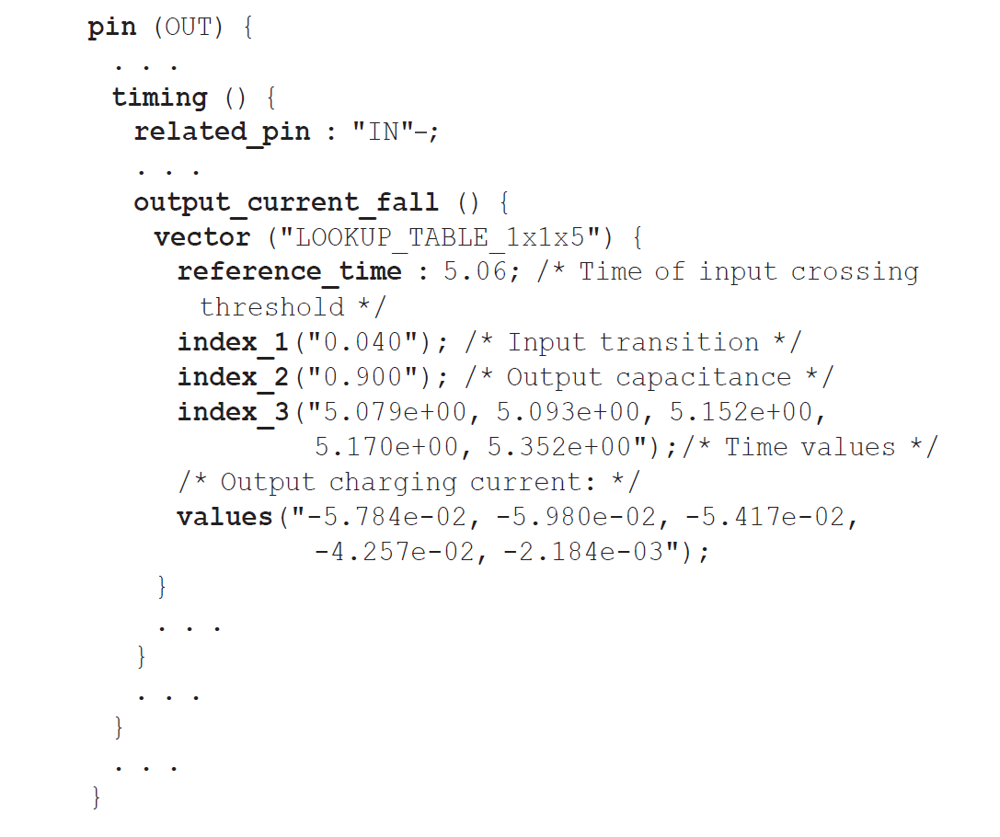 pin (OUT) {
. . .
timing () {
related_pin : "IN"-;
. . .
output_current_fall () {
vector ("LOOKUP_TABLE_1x1x5") {
reference_time : 5.06; /* Time of input crossing
threshold */
index_1("0.040"); /* Input transition */
index_2("0.900"); /* Output capacitance */
index_3("5.079e+00, 5.093e+00, 5.152e+00,
5.170e+00, 5.352e+00");/* Time values */
/* Output charging current: */
values("-5.784e-02, -5.980e-02, -5.417e-02,
-4.257e-02, -2.184e-03");
}
. . .
}
. . .
}
. . .
}